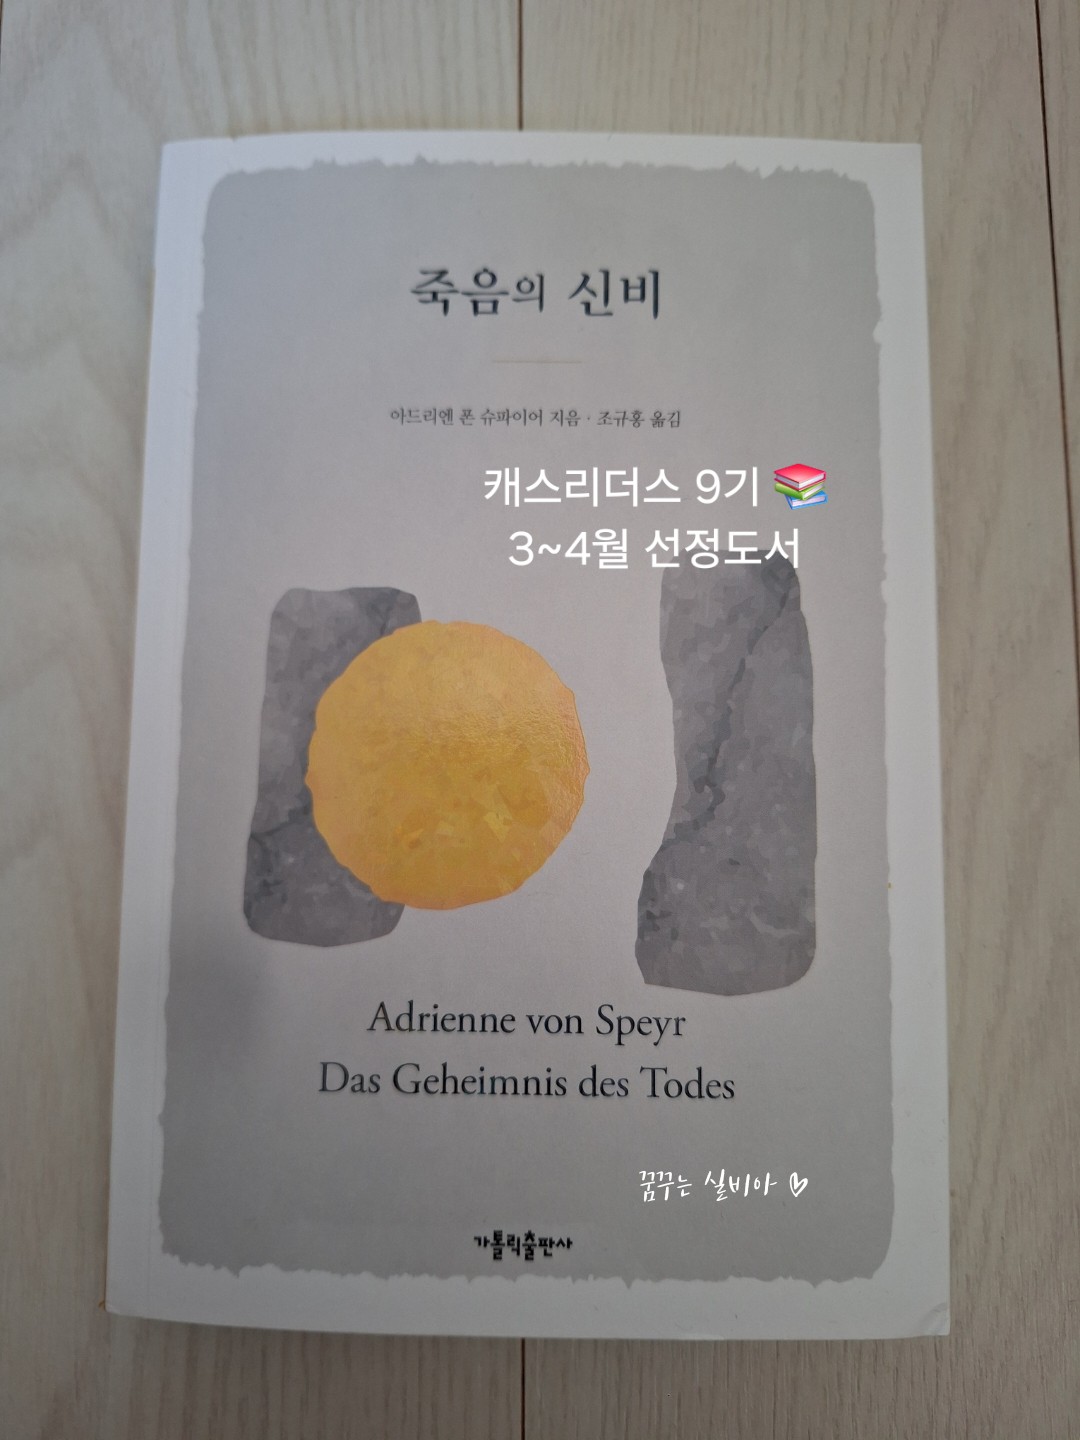 죽음의 신비
아드리엔 폰 슈파이어 지음 · 조규홍 옮김
캐스리더스 9기 📚
3~4월 선정도서
Adrienne von Speyr
Das Geheimnis des Todes
꿈꾸는 실비아 ♡
가톨릭출판사